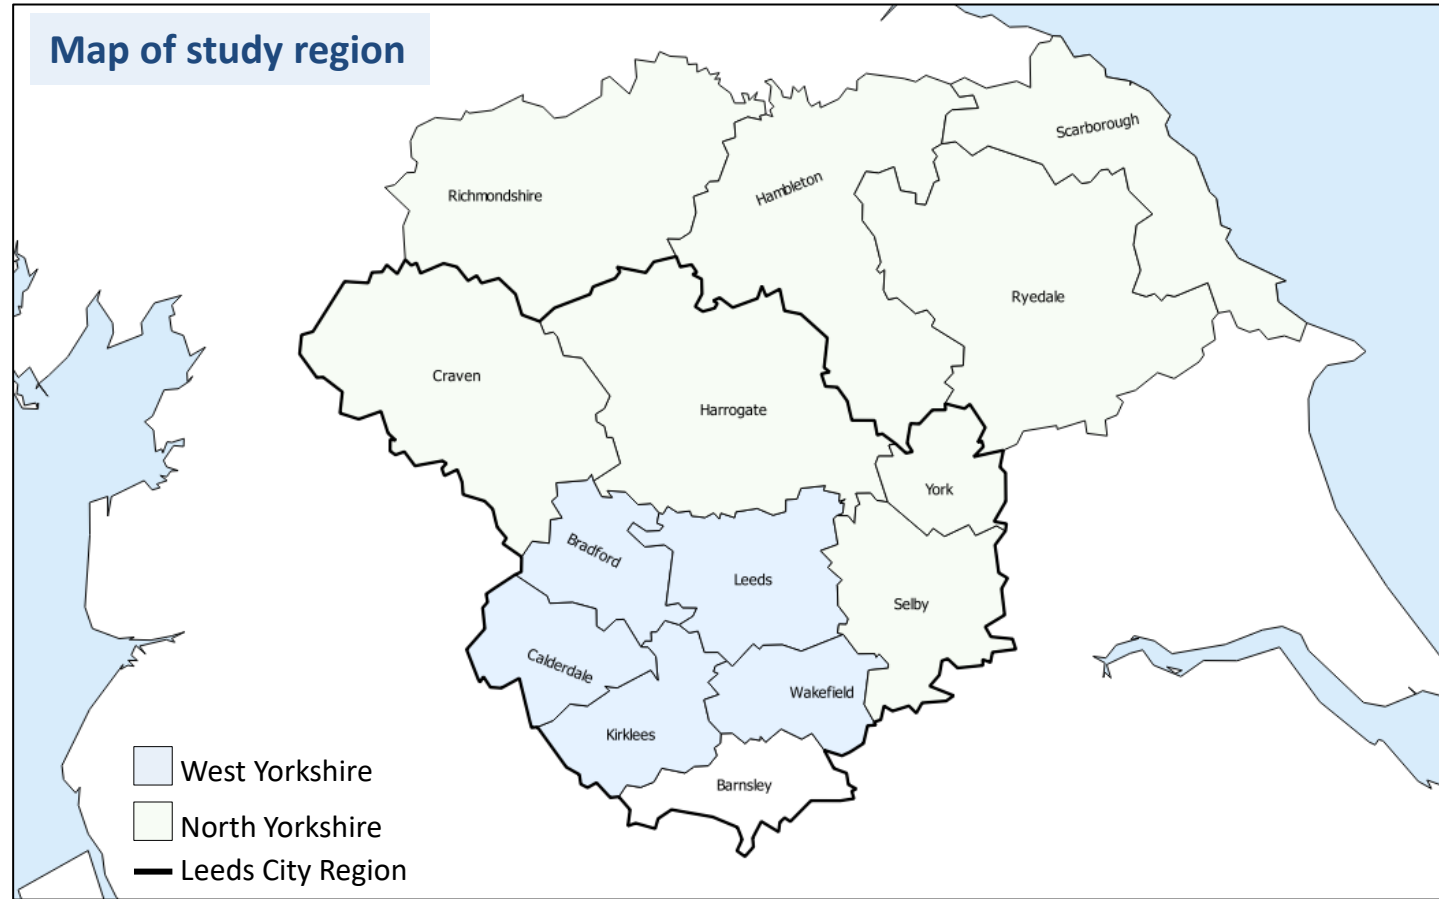 Map of study region
Scarborough
Richmondshire
Hambleton
Ryedale
Craven
Harrogate
York
Bradford
Leeds
Selby
Calderdale
Wakefield
Kirklees
Barnsley
West Yorkshire
North Yorkshire
Leeds City Region